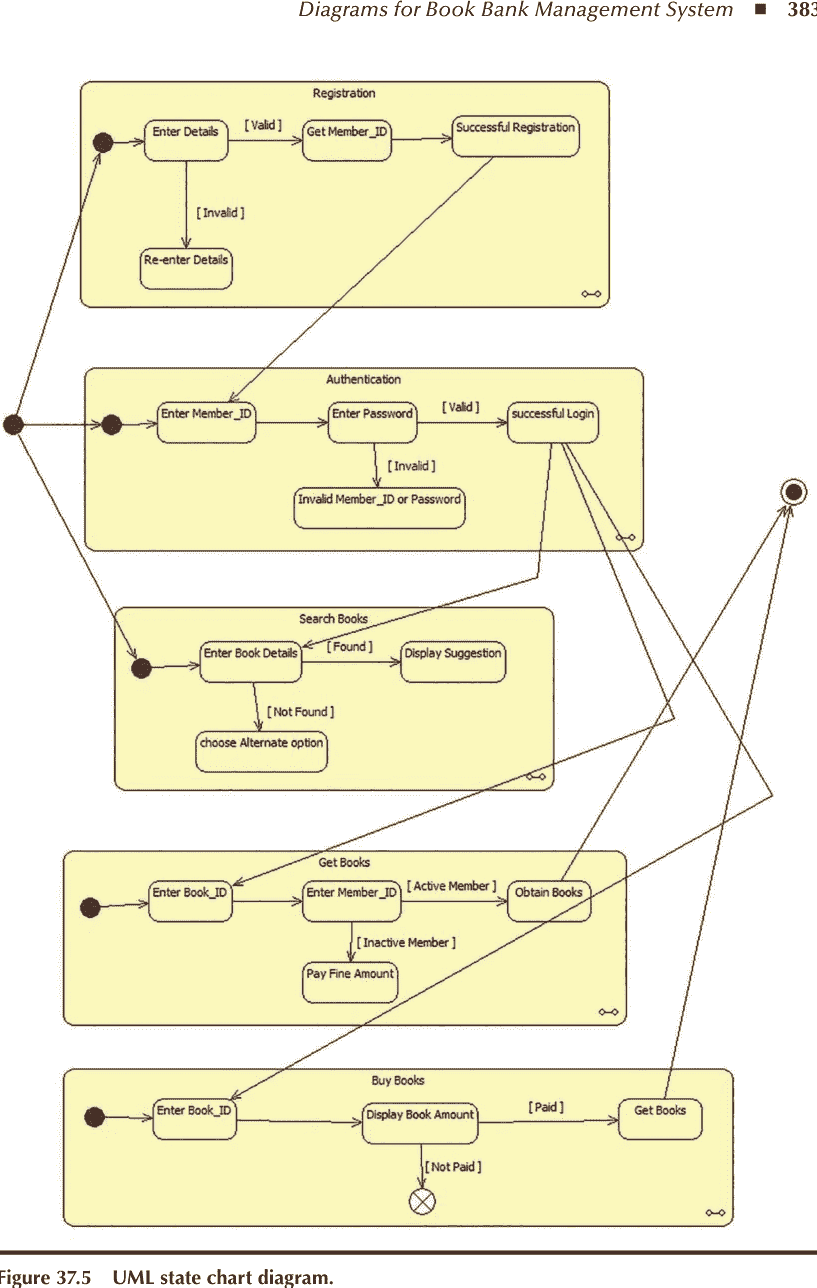 Diagrams for Book Bank Management System ■ 383
Registration
Enter Details
[ Valid ]
Get Member_ID
Successful Registration
[ Invalid ]
Re-enter Details
Authentication
Enter Member_ID
Enter Password
[ Valid ]
successful Login
[ Invalid ]
Invalid Member_ID or Password
Search Books
Enter Book Details
[ Found ]
Display Suggestion
[ Not Found ]
choose Alternate option
Get Books
Enter Book_ID
Enter Member_ID
[ Active Member ]
Obtain Books
[ Inactive Member ]
Pay Fine Amount
Buy Books
Enter Book_ID
Display Book Amount
[ Paid ]
Get Books
[ Not Paid ]
Figure 37.5 UML state chart diagram.